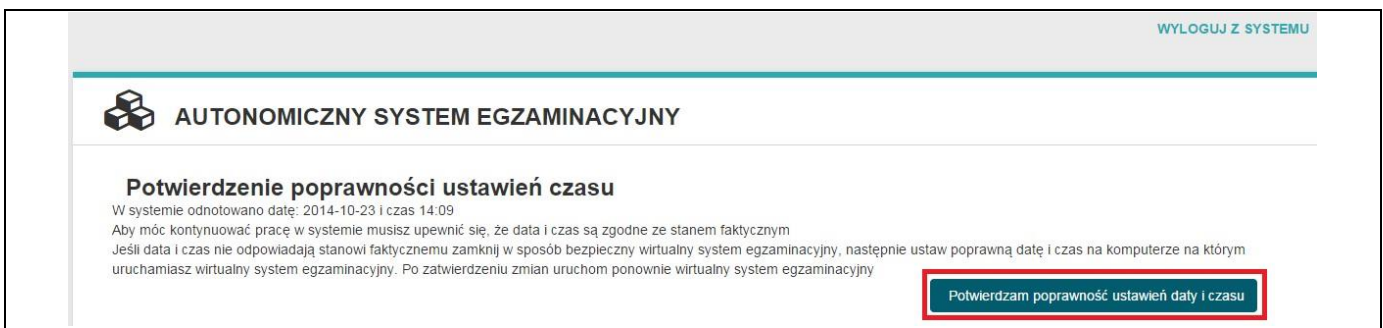 WYLOGUJ Z SYSTEMU
AUTONOMICZNY SYSTEM EGZAMINACYJNY
Potwierdzenie poprawności ustawień czasu
W systemie odnotowano datę: 2014-10-23 i czas 14:09
Aby móc kontynuować pracę w systemie musisz upewnić się, że data i czas są zgodne ze stanem faktycznym
Jeśli data i czas nie odpowiadają stanowi faktycznemu zamknij w sposób bezpieczny wirtualny system egzaminacyjny, następnie ustaw poprawną datę i czas na komputerze na którym
uruchamiasz wirtualny system egzaminacyjny. Po zatwierdzeniu zmian uruchom ponownie wirtualny system egzaminacyjny
Potwierdzam poprawność ustawień daty i czasu